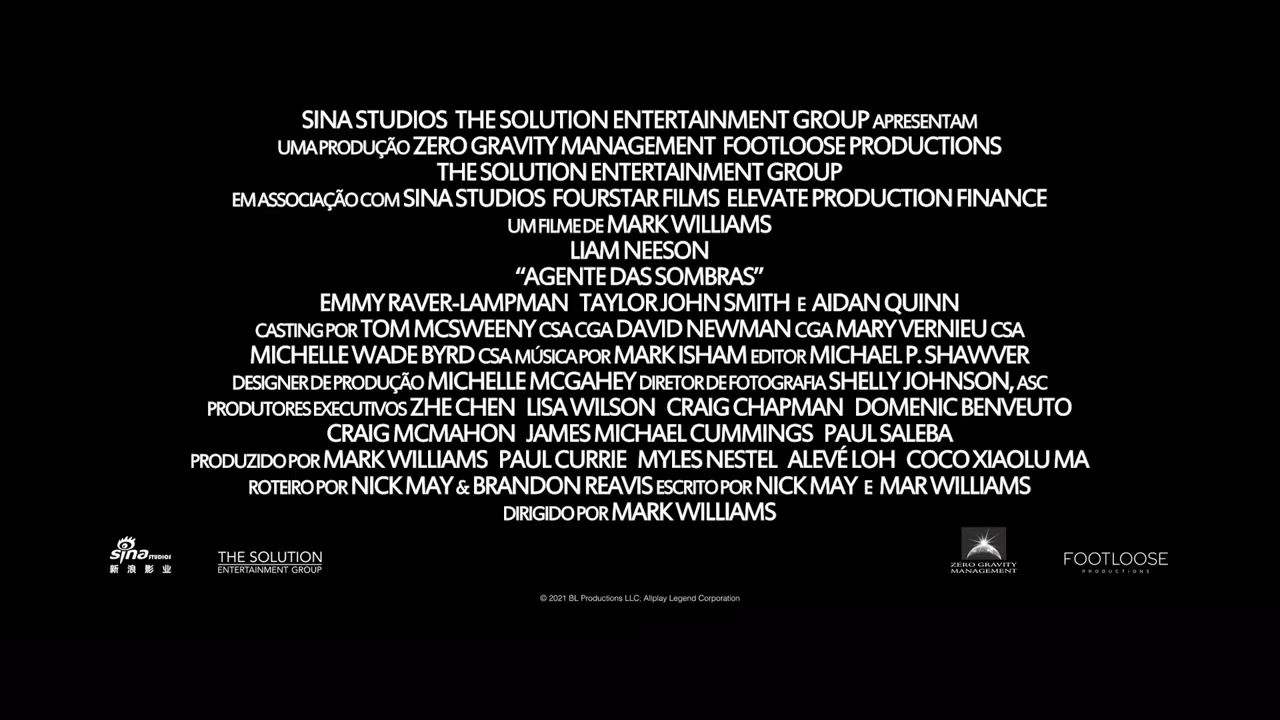 SINA STUDIOS THE SOLUTION ENTERTAINMENT GROUP APRESENTAM
UMA PRODUÇÃO ZERO GRAVITY MANAGEMENT FOOTLOOSE PRODUCTIONS
THE SOLUTION ENTERTAINMENT GROUP
EM ASSOCIAÇÃO COM SINA STUDIOS FOURSTAR FILMS ELEVATE PRODUCTION FINANCE
UM FILME DE MARK WILLIAMS
LIAM NEESON
“AGENTE DAS SOMBRAS”
EMMY RAVER-LAMPMAN TAYLOR JOHN SMITH E AIDAN QUINN
CASTING POR TOM MCSWEENY CSA CGA DAVID NEWMAN CGA MARY VERNIEU CSA
MICHELLE WADE BYRD CSA MÚSICA POR MARK ISHAM EDITOR MICHAEL P. SHAWVER
DESIGNER DE PRODUÇÃO MICHELLE MCGAHEY DIRETOR DE FOTOGRAFIA SHELLY JOHNSON, ASC
PRODUTORES EXECUTIVOS ZHE CHEN LISA WILSON CRAIG CHAPMAN DOMENIC BENVEUTO
CRAIG MCMAHON JAMES MICHAEL CUMMINGS PAUL SALEBA
PRODUZIDO POR MARK WILLIAMS PAUL CURRIE MYLES NESTEL ALEVÉ LOH COCO XIAOLU MA
ROTEIRO POR NICK MAY & BRANDON REAVIS ESCRITO POR NICK MAY E MAR WILLIAMS
DIRIGIDO POR MARK WILLIAMS
sina STUDIOS
新浪影业
THE SOLUTION
ENTERTAINMENT GROUP
ZERO GRAVITY
MANAGEMENT
FOOTLOOSE
PRODUCTIONS
© 2021 BL Productions LLC; Allplay Legend Corporation